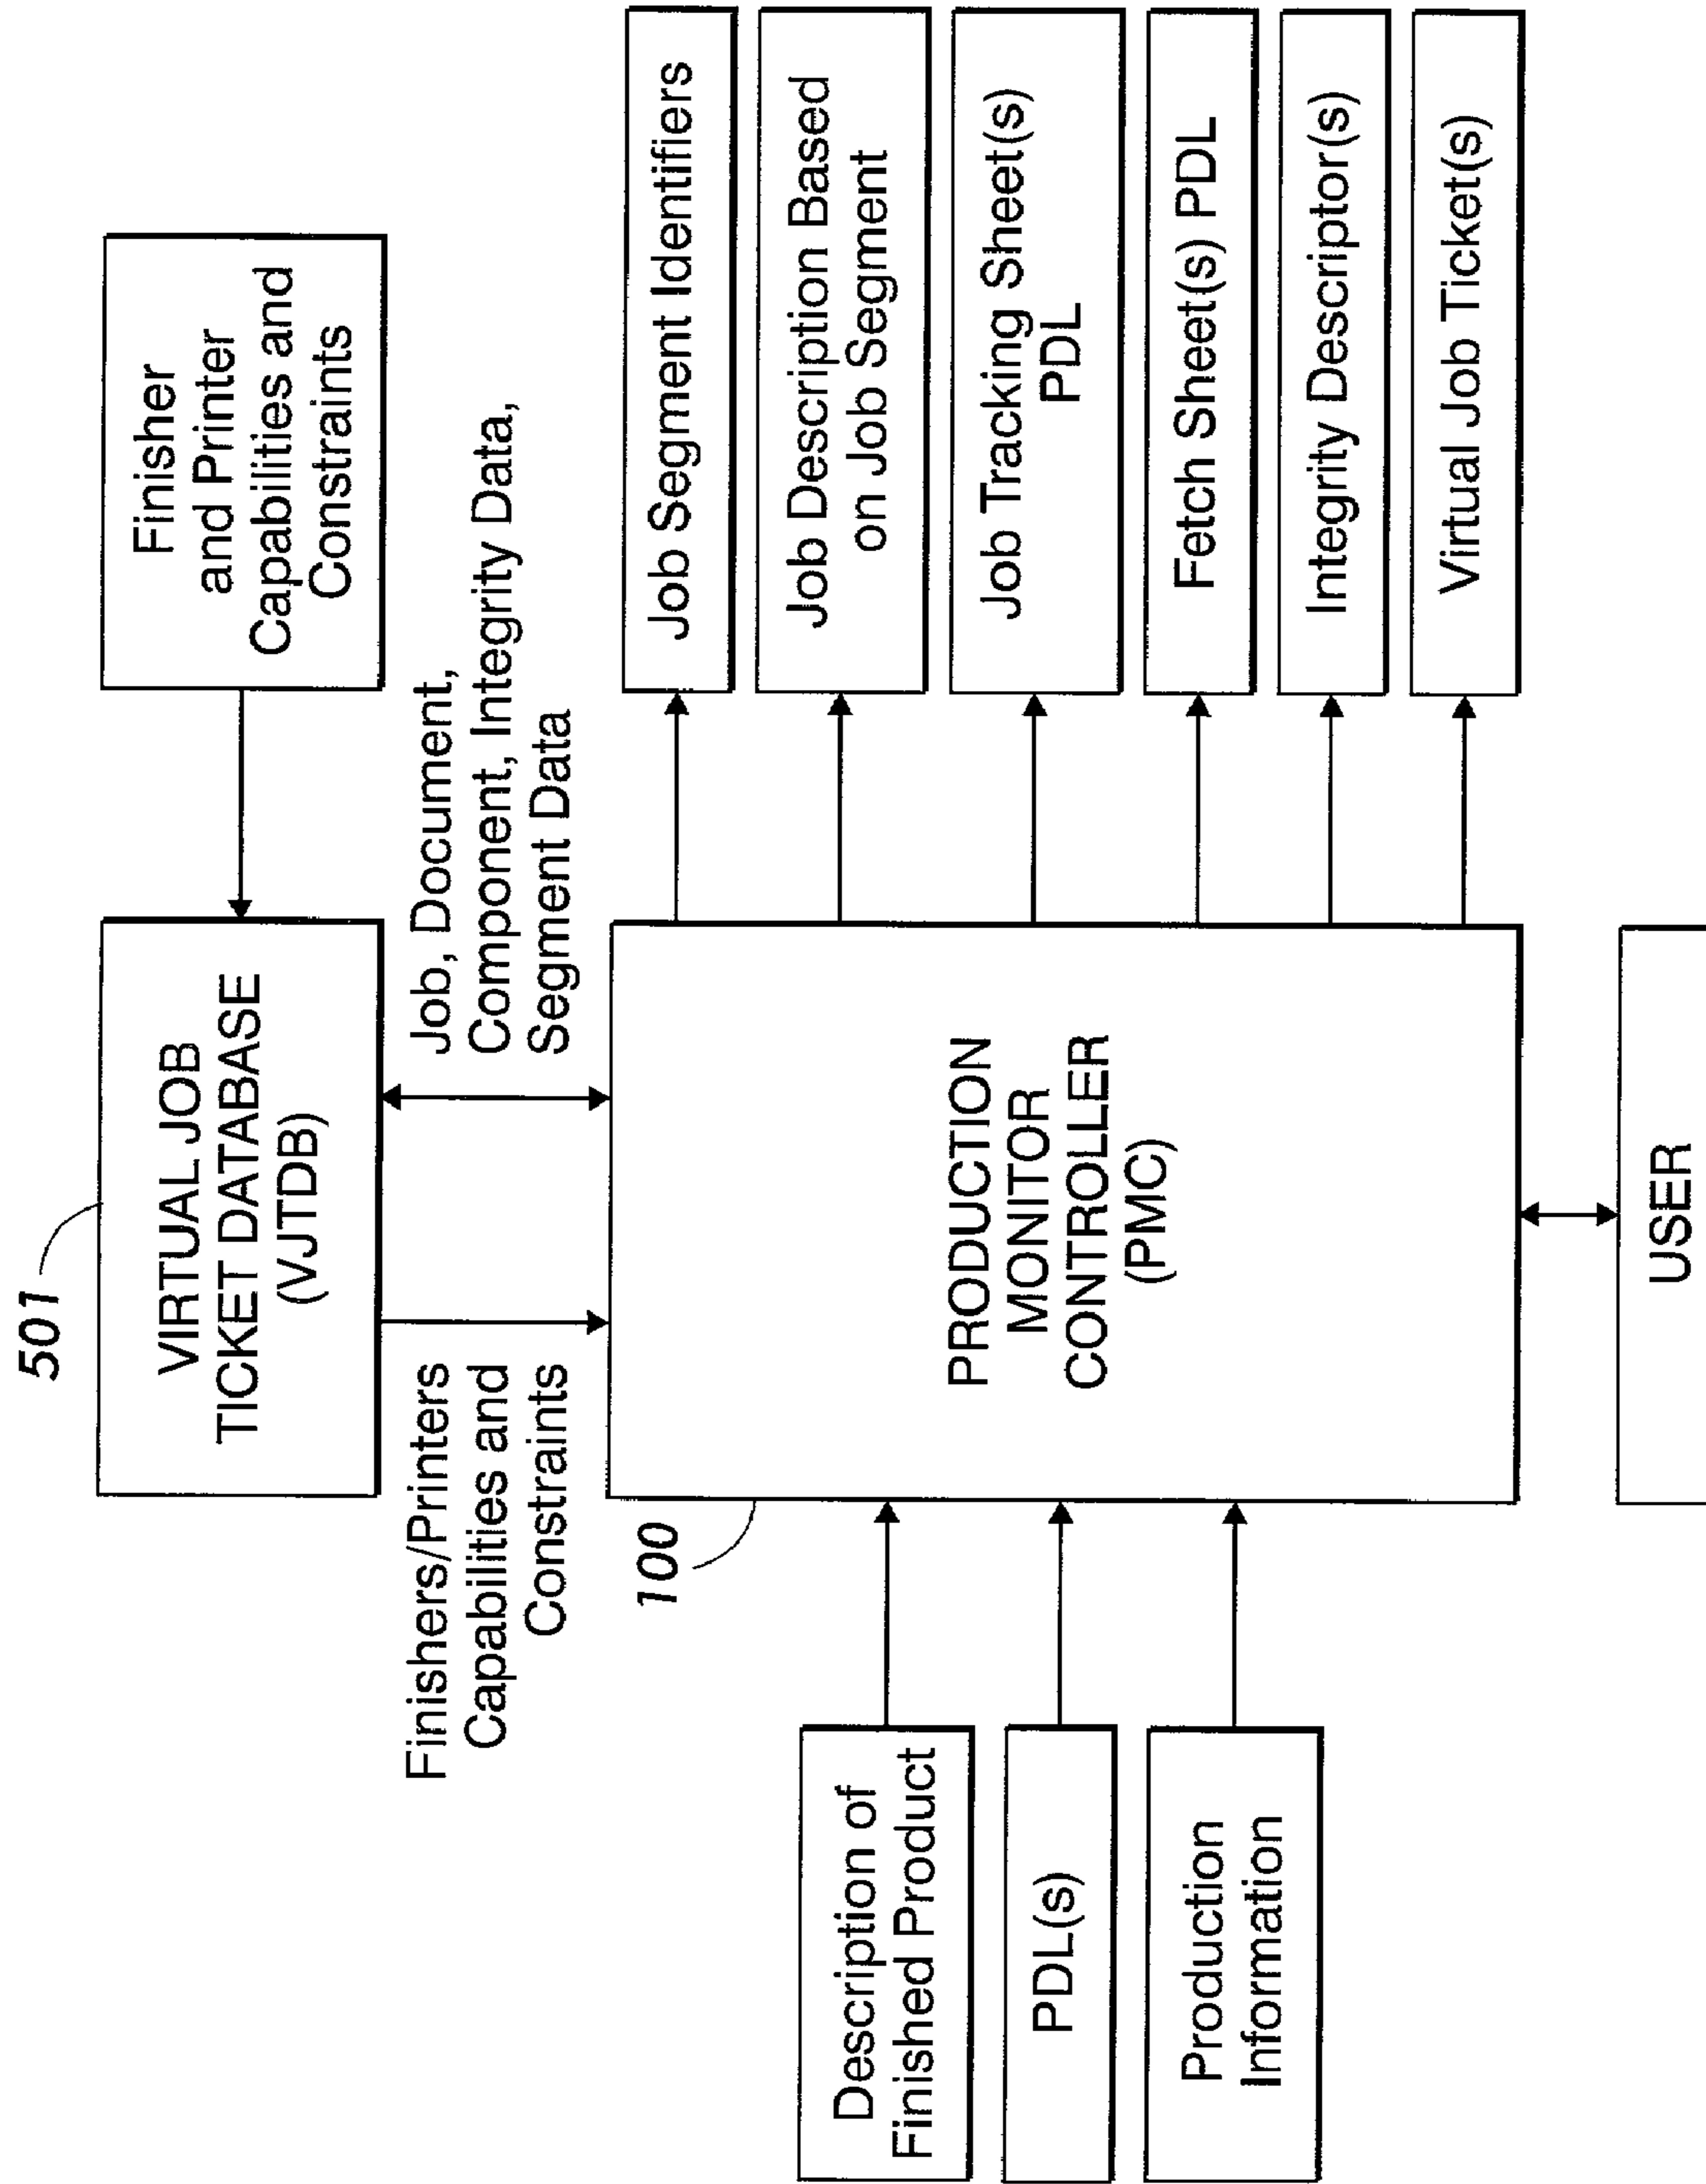 501
VIRTUAL JOB
TICKET DATABASE
(VJTDB)
Finisher
and Printer
Capabilities and
Constraints
Finishers/Printers
Capabilities and
Constraints
Job, Document,
Component, Integrity Data,
Segment Data
100
Description of
Finished Product
PDL(s)
Production
Information
PRODUCTION
MONITOR
CONTROLLER
(PMC)
Job Segment Identifiers
Job Description Based
on Job Segment
Job Tracking Sheet(s)
PDL
Fetch Sheet(s) PDL
Integrity Descriptor(s)
Virtual Job Ticket(s)
USER